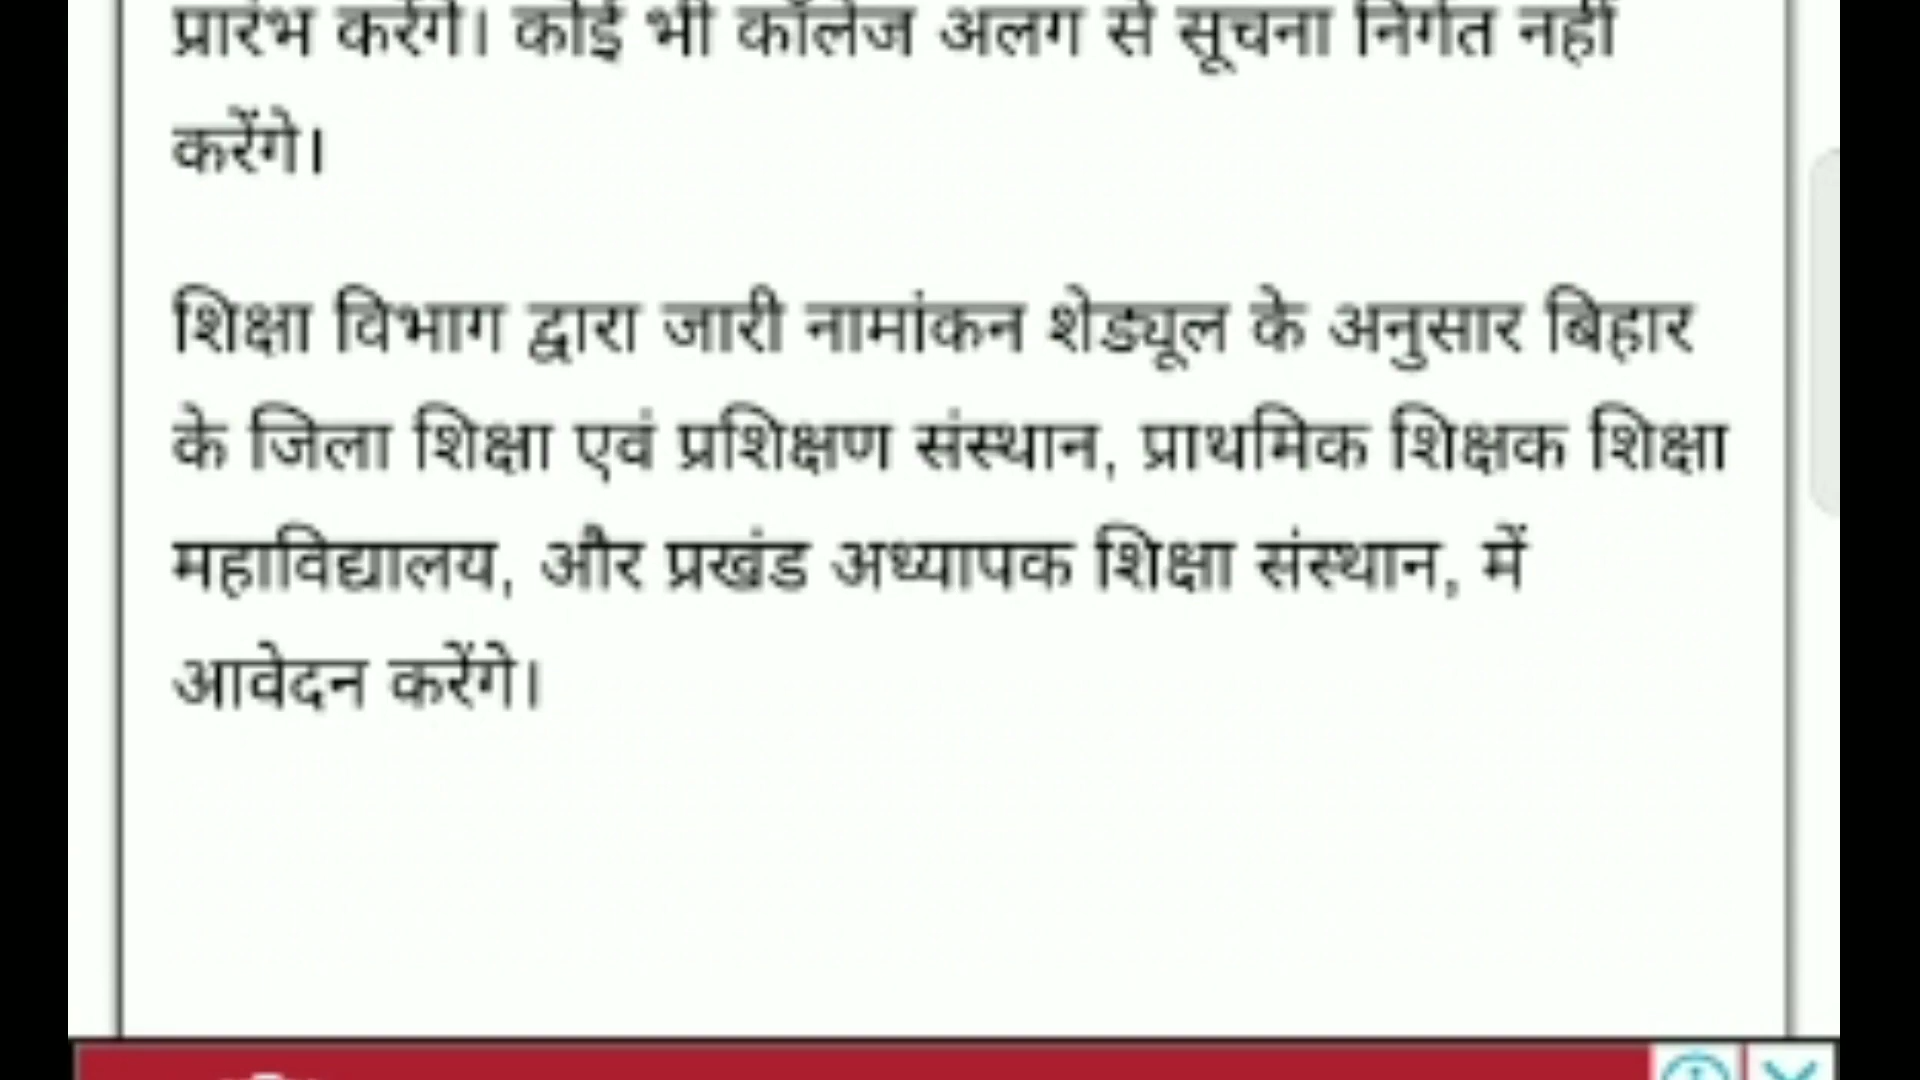 प्रारंभ करेंगे। कोई भी कॉलेज अलग से सूचना निर्गत नहीं
करेंगे।
शिक्षा विभाग द्वारा जारी नामांकन शेड्यूल के अनुसार बिहार
के जिला शिक्षा एवं प्रशिक्षण संस्थान, प्राथमिक शिक्षक शिक्षा
महाविद्यालय, और प्रखंड अध्यापक शिक्षा संस्थान, में
आवेदन करेंगे।